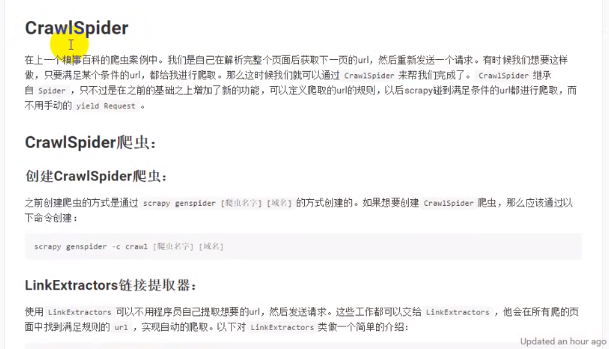 CrawlSpider
在上一个糗事百科的爬虫案例中。我们是自己在解析完整个页面后获取下一页的url，然后重新发送一个请求。有时候我们想要这样
做，只要满足某个条件的url，都给我进行爬取。那么这时候我们就可以通过 CrawlSpider 来帮我们完成了。 CrawlSpider 继承
自 Spider ，只不过是在之前的基础之上增加了新的功能，可以定义爬取的url的规则，以后scrapy碰到满足条件的url都进行爬取，而
不用手动的 yield Request 。
CrawlSpider爬虫：
创建CrawlSpider爬虫：
之前创建爬虫的方式是通过 scrapy genspider [爬虫名字] [域名] 的方式创建的。如果想要创建 CrawlSpider 爬虫，那么应该通过以
下命令创建：
scrapy genspider -c crawl [爬虫名字] [域名]
LinkExtractors链接提取器：
使用 LinkExtractors 可以不用程序员自己提取想要的url，然后发送请求。这些工作都可以交给 LinkExtractors ，他会在所有爬的页
面中找到满足规则的 url ，实现自动的爬取。以下对 LinkExtractors 类做一个简单的介绍：
Updated an hour ago